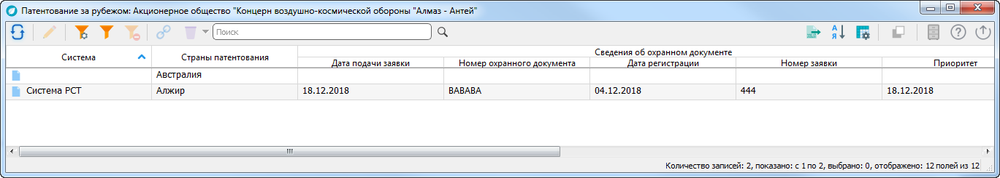 Патентование за рубежом: Акционерное общество "Концерн воздушно-космической обороны "Алмаз - Антей"
Поиск
А
Я
Система
Страны патентования
Сведения об охранном документе
Дата подачи заявки
Номер охранного документа
Дата регистрации
Номер заявки
Приоритет
Австралия
Система РСТ Алжир 18.12.2018 ВАВАВА 04.12.2018 444 18.12.2018
Количество записей: 2, показано: с 1 по 2, выбрано: 0, отображено: 12 полей из 12